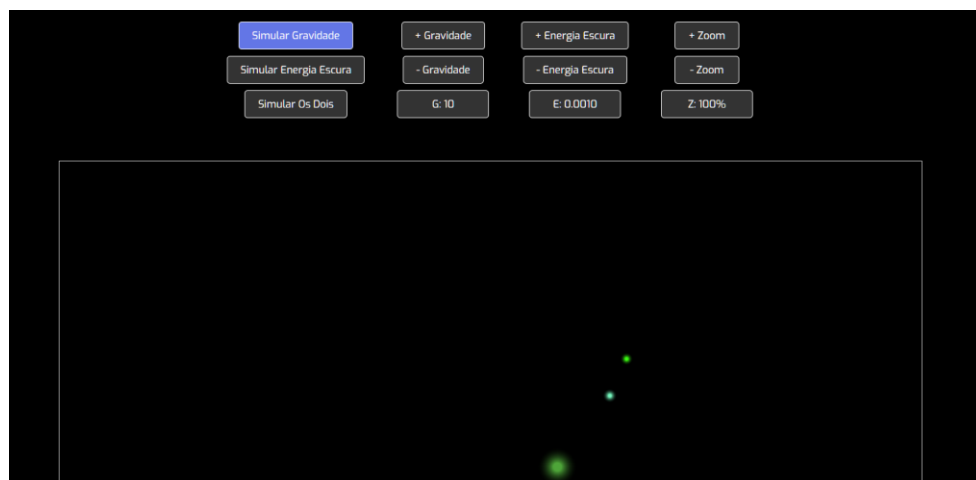 Simular Gravidade
+ Gravidade
+ Energia Escura
+ Zoom
Simular Energia Escura
- Gravidade
- Energia Escura
- Zoom
Simular Os Dois
G: 10
E: 0.0010
Z: 100%